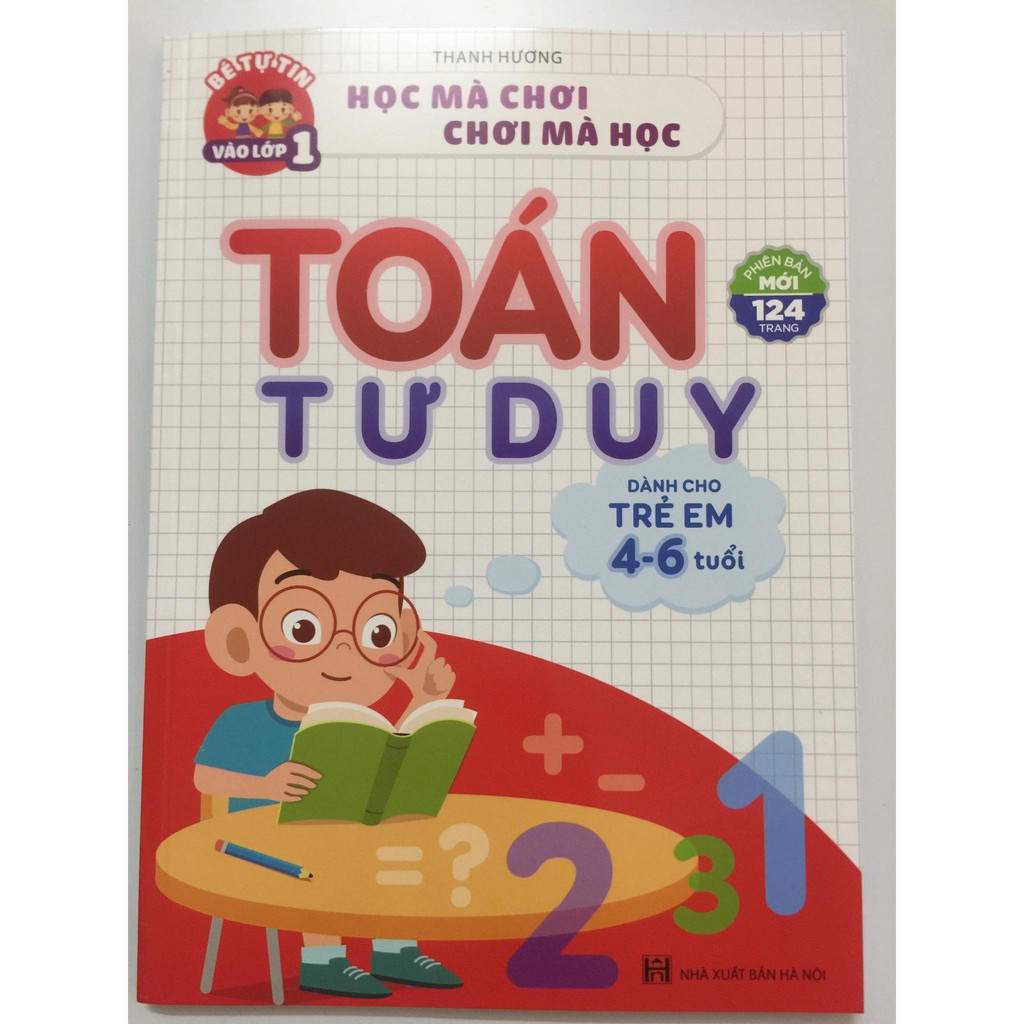 THANH HƯƠNG
BÉ TỰ TIN
VÀO LỚP 1
HỌC MÀ CHƠI
CHƠI MÀ HỌC
TOÁN
TƯ DUY
PHIÊN BẢN
MỚI
124
TRANG
DÀNH CHO
TRẺ EM
4-6 tuổi
+
-
1
= ?
2
3
NHÀ XUẤT BẢN HÀ NỘI